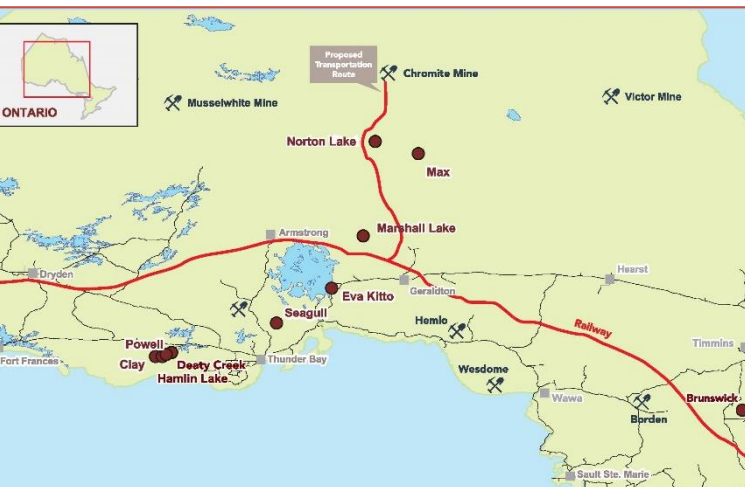 Proposed
Transportation
Route
Chromite Mine
Musselwhite Mine
Victor Mine
ONTARIO
Norton Lake
Max
Marshall Lake
Armstrong
Dryden
Hearst
Eva Kitto
Geraldton
Seagull
Hemlo
Railway
Powell
Timmins
Fort Frances
Clay
Deaty Creek
Thunder Bay
Hamlin Lake
Wesdome
Wawa
Brunswick
Borden
Sault Ste. Marie